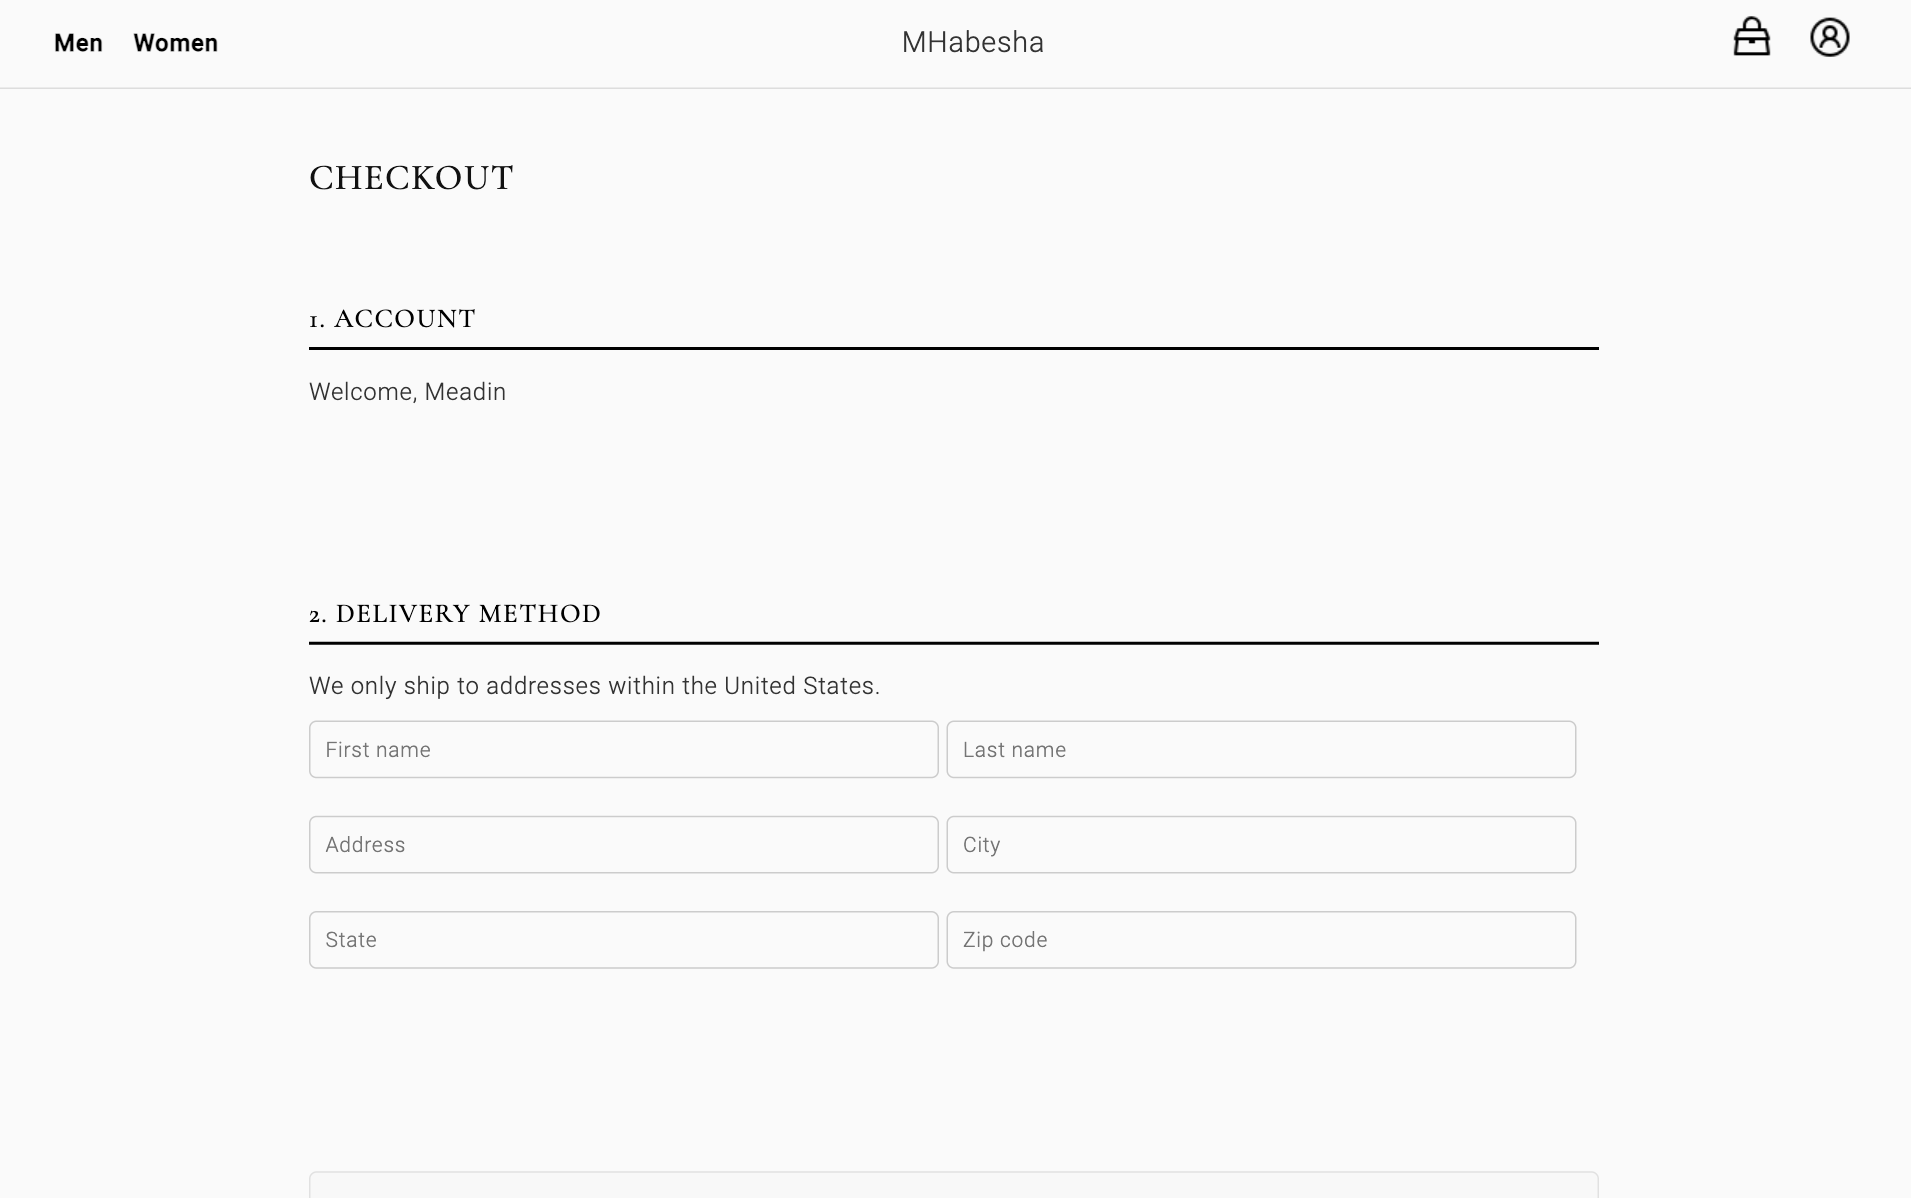 Men Women MHabesha
CHECKOUT
1. ACCOUNT
Welcome, Meadin
2. DELIVERY METHOD
We only ship to addresses within the United States.
First name Last name
Address City
State Zip code